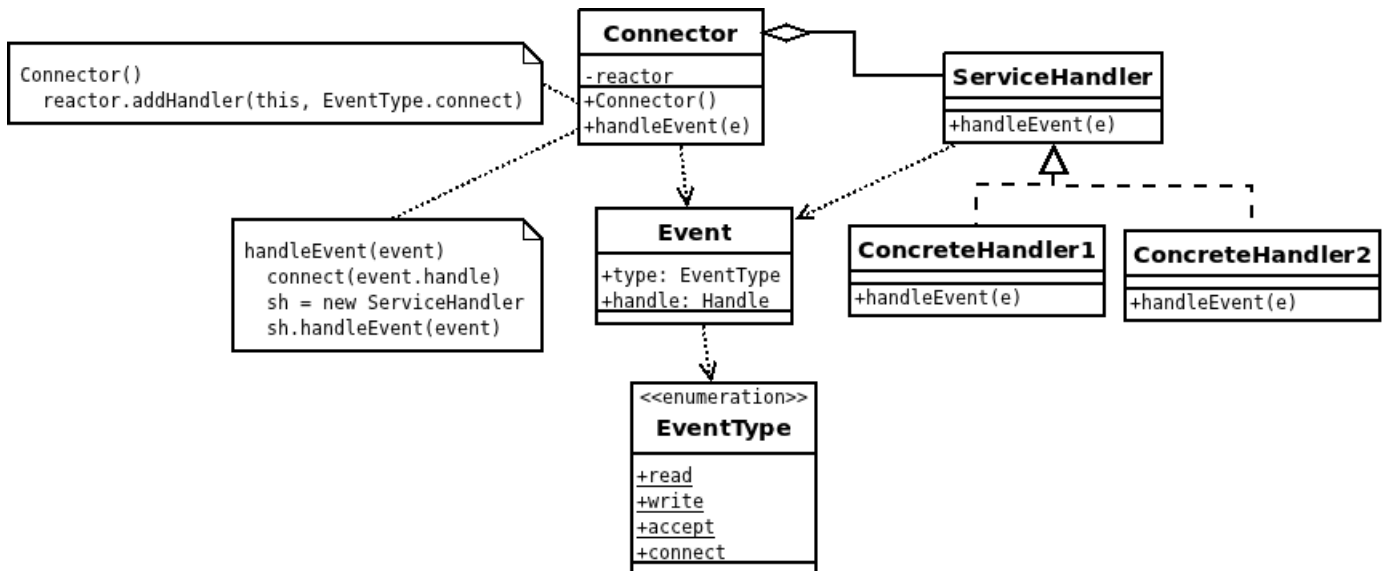 Connector()
reactor.addHandler(this, EventType.connect)
Connector
-reactor
+Connector()
+handleEvent(e)
ServiceHandler
+handleEvent(e)
handleEvent(event)
connect(event.handle)
sh = new ServiceHandler
sh.handleEvent(event)
Event
+type: EventType
+handle: Handle
ConcreteHandler1
+handleEvent(e)
ConcreteHandler2
+handleEvent(e)
<<enumeration>>
EventType
+read
+write
+accept
+connect